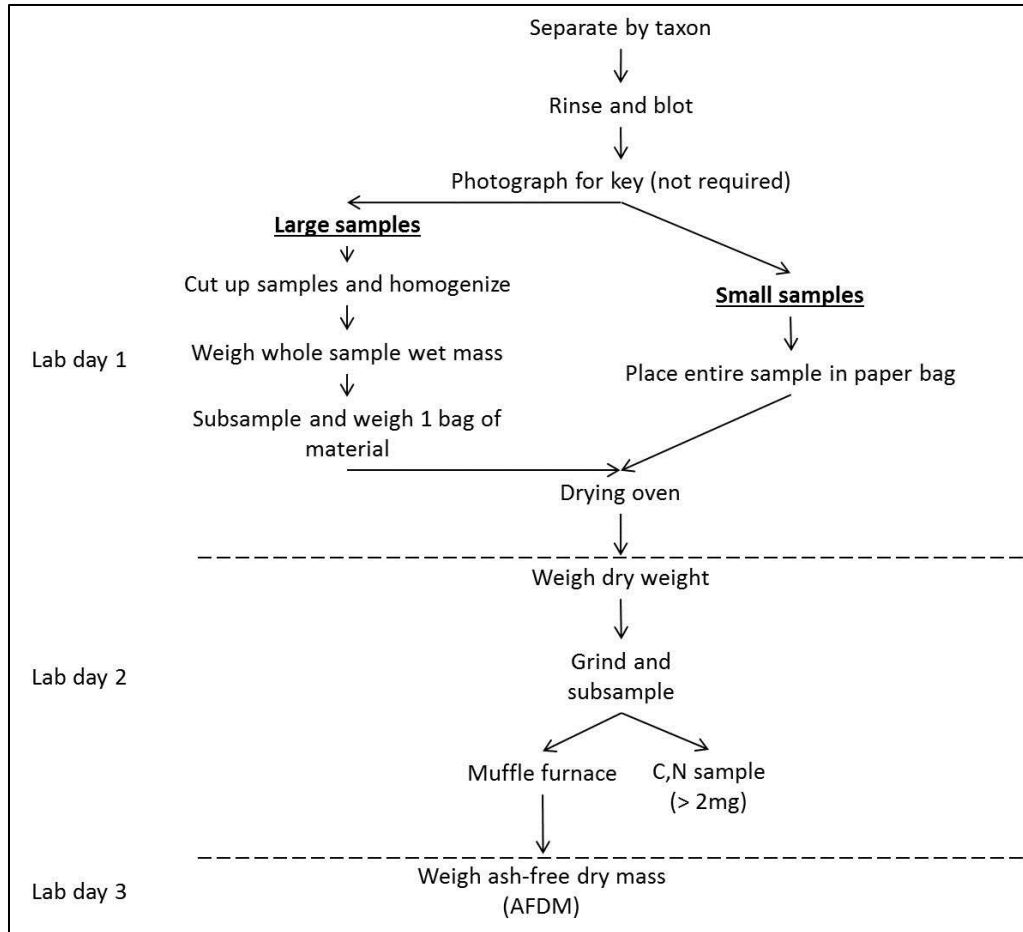 Separate by taxon
Rinse and blot
Photograph for key (not required)
Large samples
Cut up samples and homogenize
Small samples
Lab day 1
Weigh whole sample wet mass
Place entire sample in paper bag
Subsample and weigh 1 bag of
material
Drying oven
Weigh dry weight
Lab day 2
Grind and
subsample
Muffle furnace
C,N sample
(> 2mg)
Lab day 3
Weigh ash-free dry mass
(AFDM)